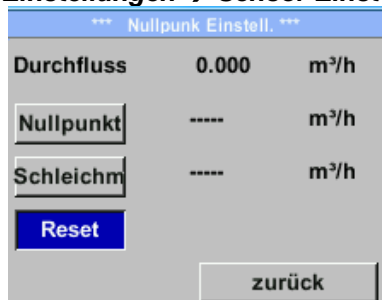 *** Nullpunk Einstell. ***
Durchfluss 0.000 m³/h
Nullpunkt ----- m³/h
Schleichm ----- m³/h
Reset
zurück